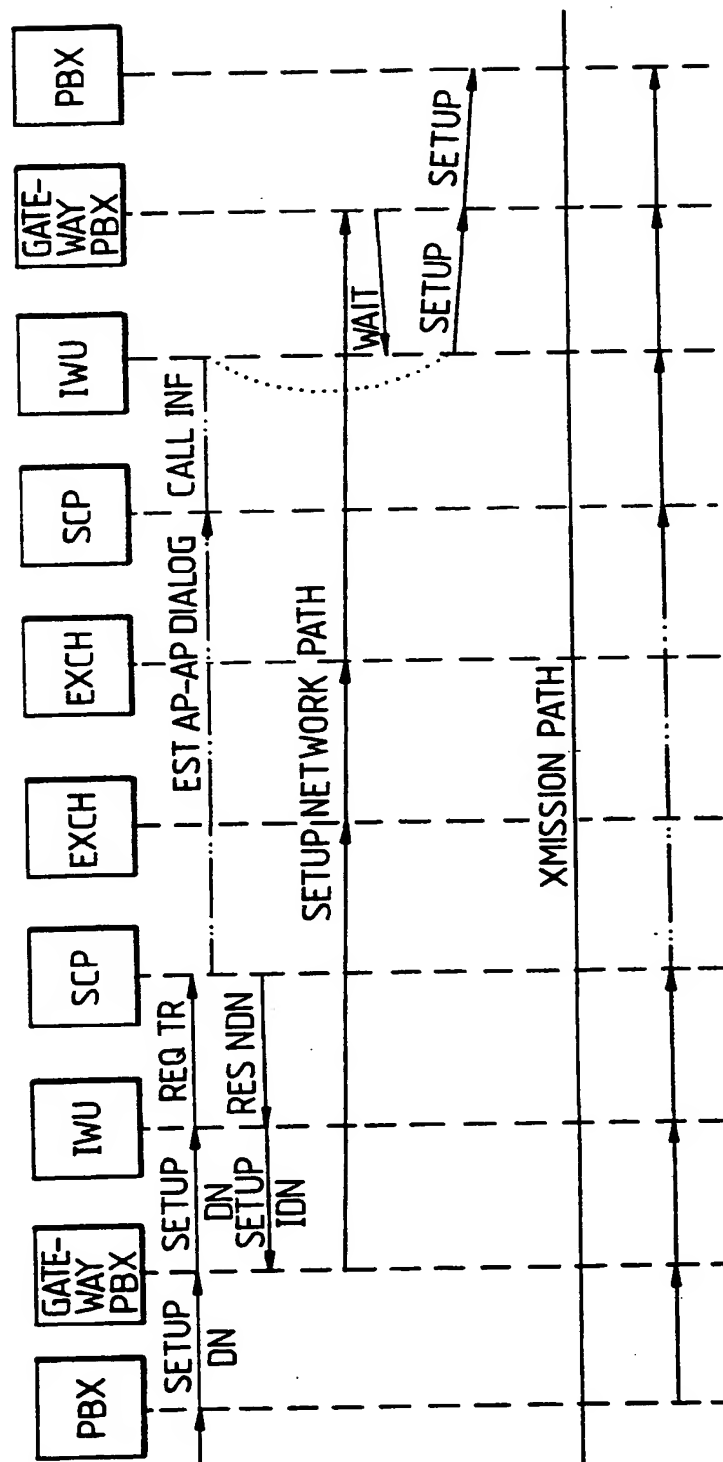 PBX
GATE-
WAY
PBX
IWU
SCP
EXCH
EXCH
SCP
IWU
GATE-
WAY
PBX
PBX
SETUP
DN
SETUP
DN
REQ TR
EST AP-AP DIALOG
CALL INF
RES NDN
SETUP
IDN
SETUP NETWORK PATH
WAIT
SETUP
SETUP
XMISSION PATH